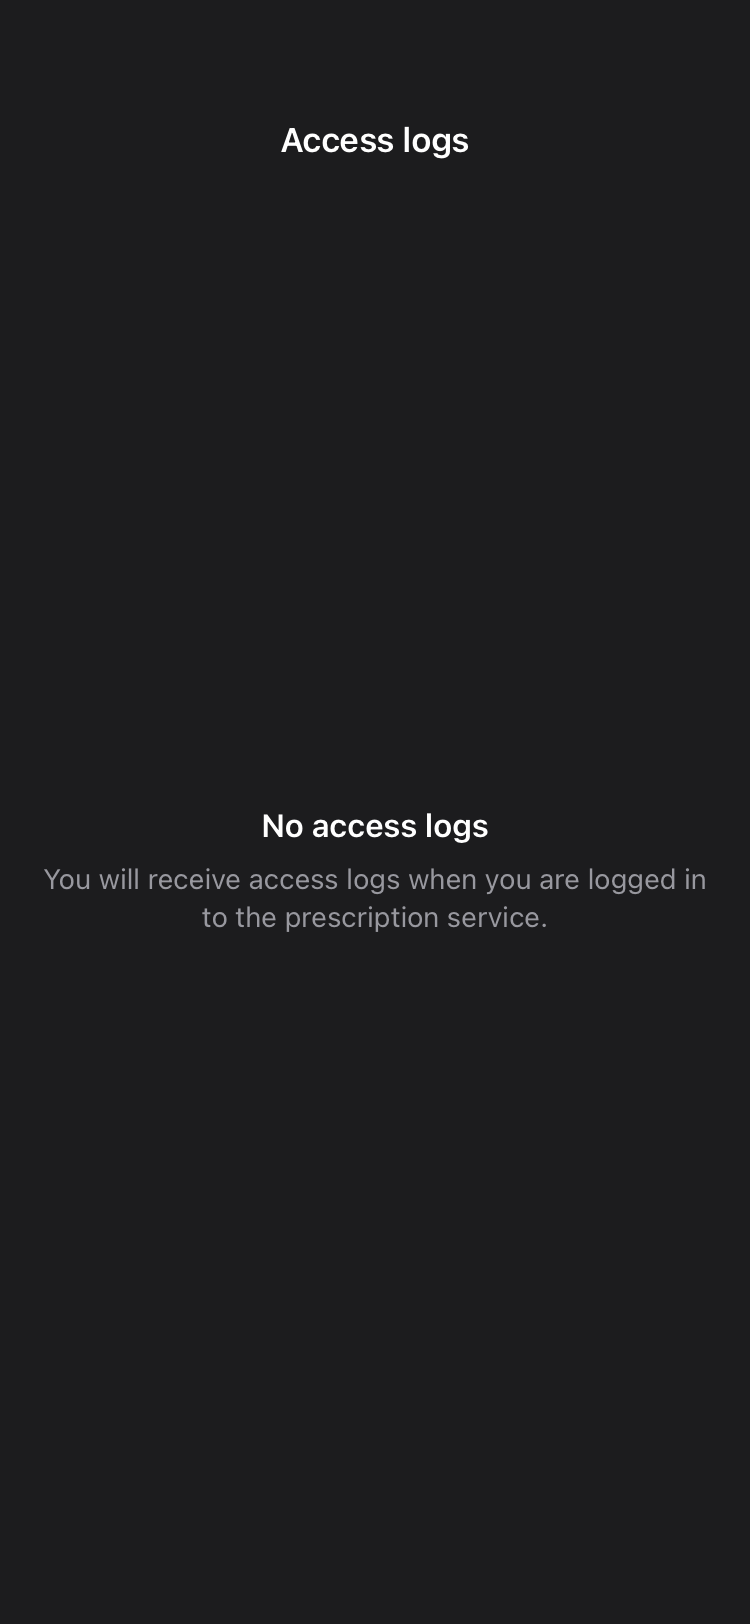 Access logs
No access logs
You will receive access logs when you are logged in
to the prescription service.